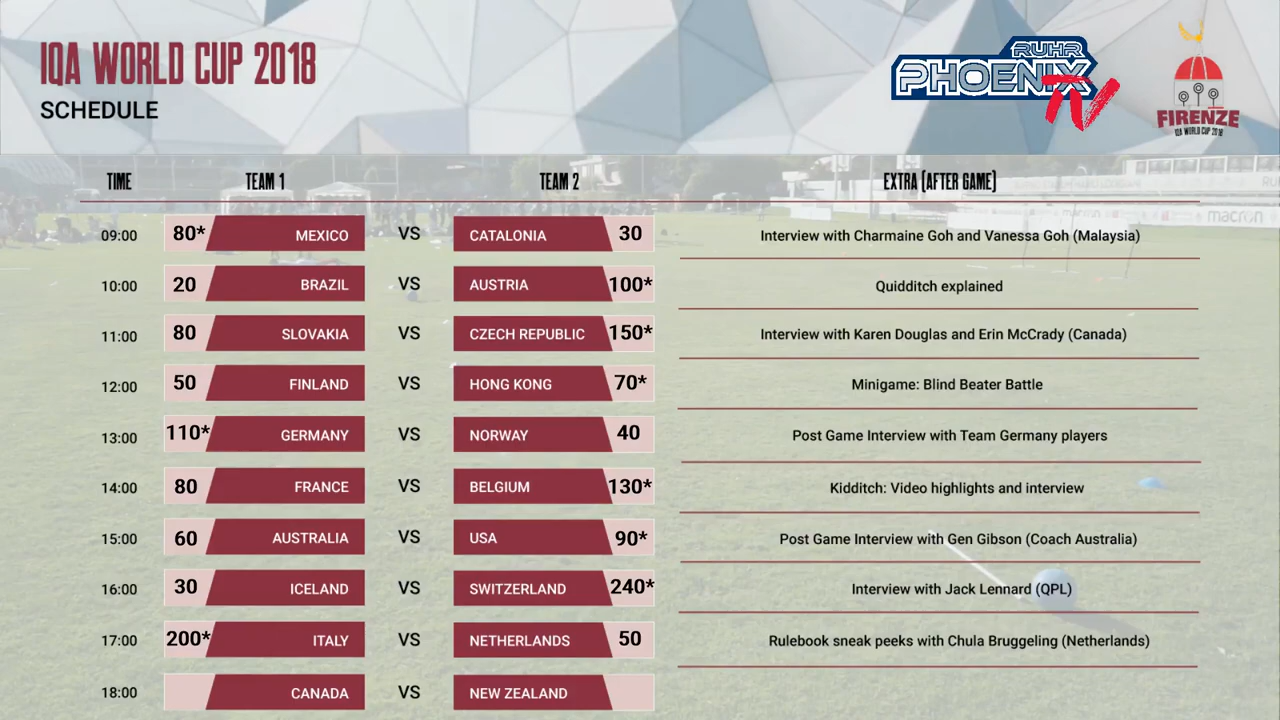 IQA WORLD CUP 2018
SCHEDULE
RUHR
PHOENIX
TV
FIRENZE
IQA WORLD CUP 2018
TIME TEAM 1 TEAM 2 EXTRA (AFTER GAME)
09:00 80* MEXICO VS CATALONIA 30 Interview with Charmaine Goh and Vanessa Goh (Malaysia)
10:00 20 BRAZIL VS AUSTRIA 100* Quidditch explained
11:00 80 SLOVAKIA VS CZECH REPUBLIC 150* Interview with Karen Douglas and Erin McCrady (Canada)
12:00 50 FINLAND VS HONG KONG 70* Minigame: Blind Beater Battle
13:00 110* GERMANY VS NORWAY 40 Post Game Interview with Team Germany players
14:00 80 FRANCE VS BELGIUM 130* Kidditch: Video highlights and interview
15:00 60 AUSTRALIA VS USA 90* Post Game Interview with Gen Gibson (Coach Australia)
16:00 30 ICELAND VS SWITZERLAND 240* Interview with Jack Lennard (QPL)
17:00 200* ITALY VS NETHERLANDS 50 Rulebook sneak peeks with Chula Bruggeling (Netherlands)
18:00 CANADA VS NEW ZEALAND
macron